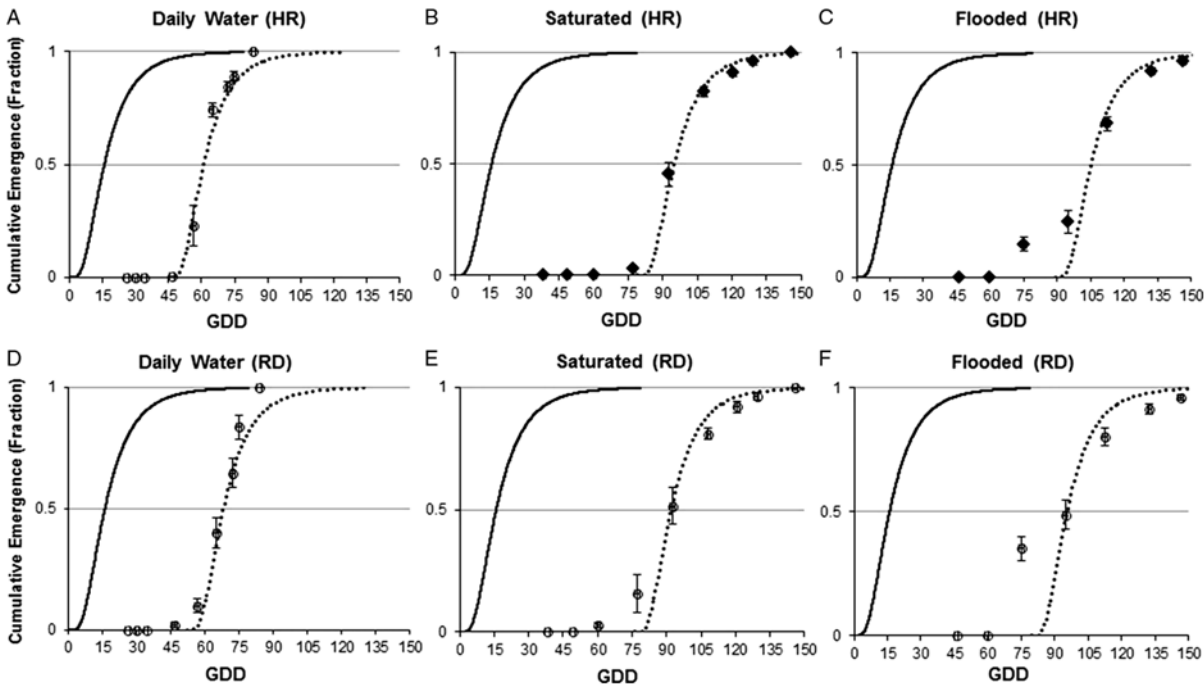 A
Daily Water (HR)
Cumulative Emergence (Fraction)
1
0.5
0
0 15 30 45 60 75 90 105 120 135 150
GDD
B
Saturated (HR)
1
0.5
0
0 15 30 45 60 75 90 105 120 135 150
GDD
C
Flooded (HR)
1
0.5
0
0 15 30 45 60 75 90 105 120 135 150
GDD
D
Daily Water (RD)
Cumulative Emergence (Fraction)
1
0.5
0
0 15 30 45 60 75 90 105 120 135 150
GDD
E
Saturated (RD)
1
0.5
0
0 15 30 45 60 75 90 105 120 135 150
GDD
F
Flooded (RD)
1
0.5
0
0 15 30 45 60 75 90 105 120 135 150
GDD